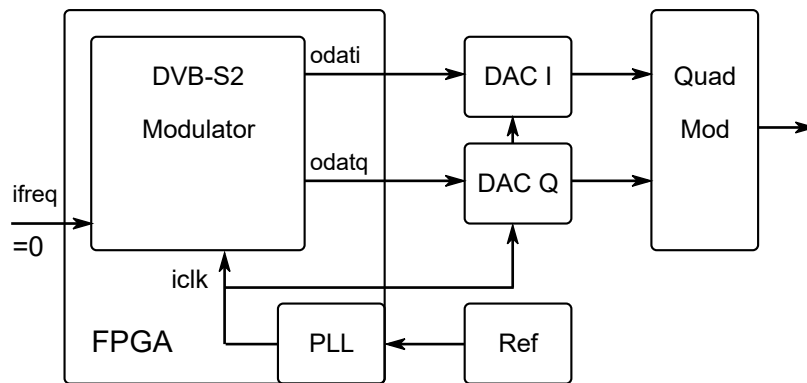 DVB-S2
Modulator
odati
DAC I
Quad
Mod
odatq
DAC Q
ifreq
=0
iclk
FPGA
PLL
Ref